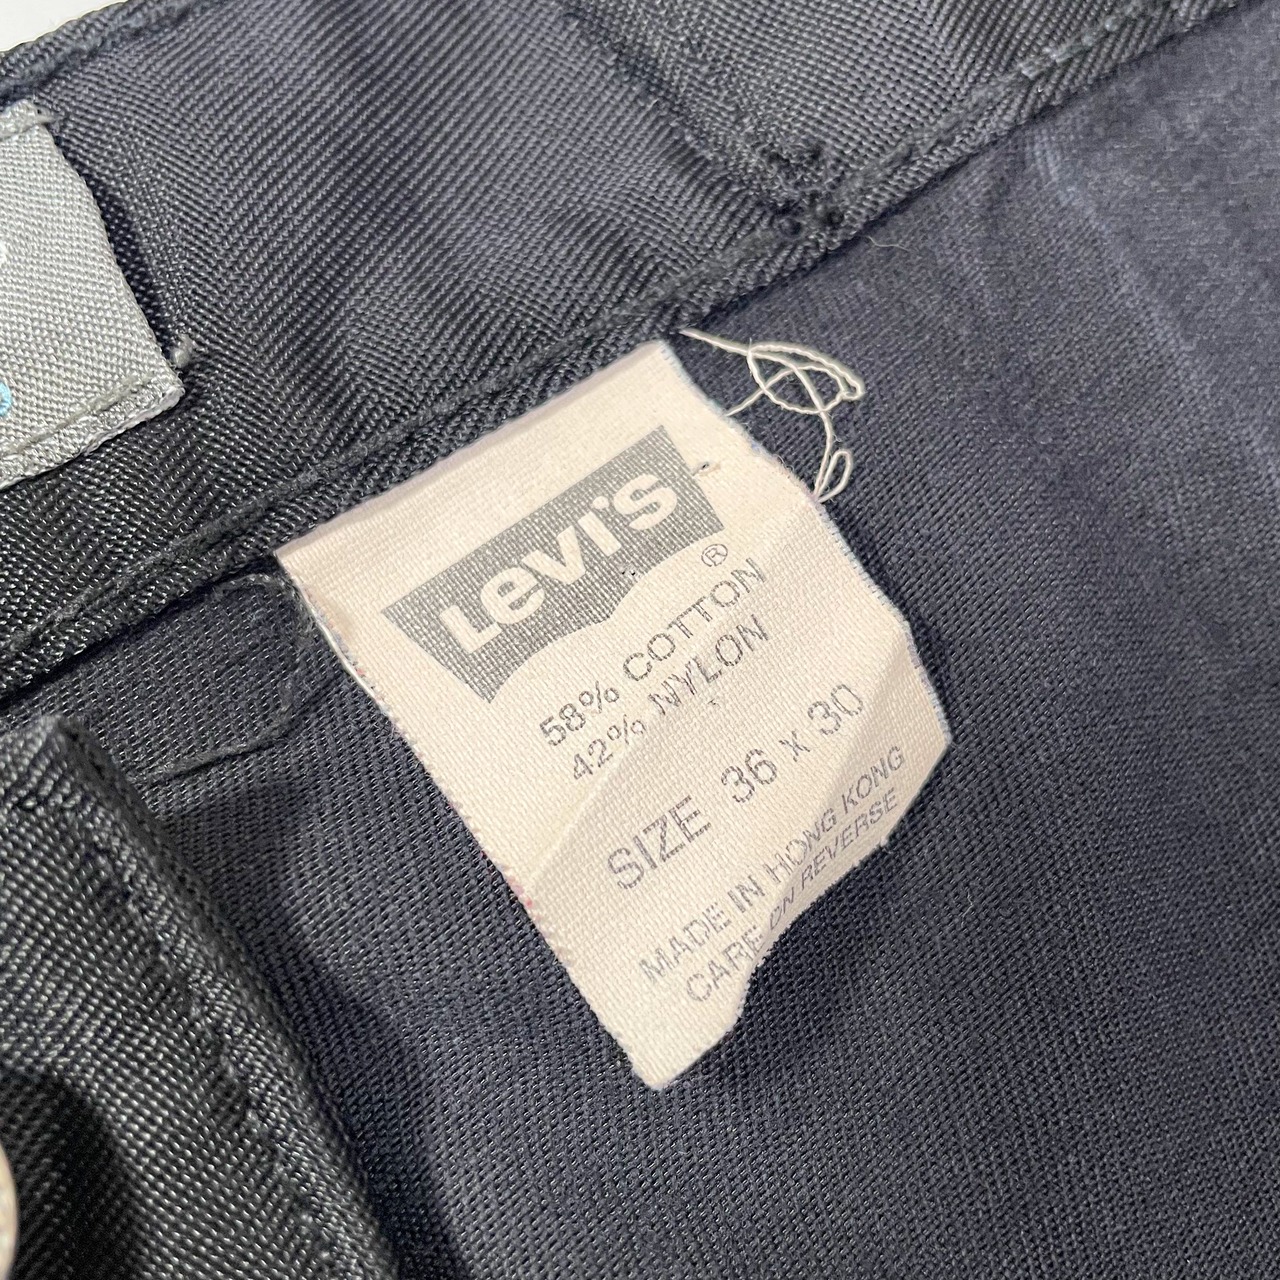 Levi's
®
58% COTTON
42% NYLON
SIZE 36 x 30
MADE IN HONG KONG
CARE ON REVERSE